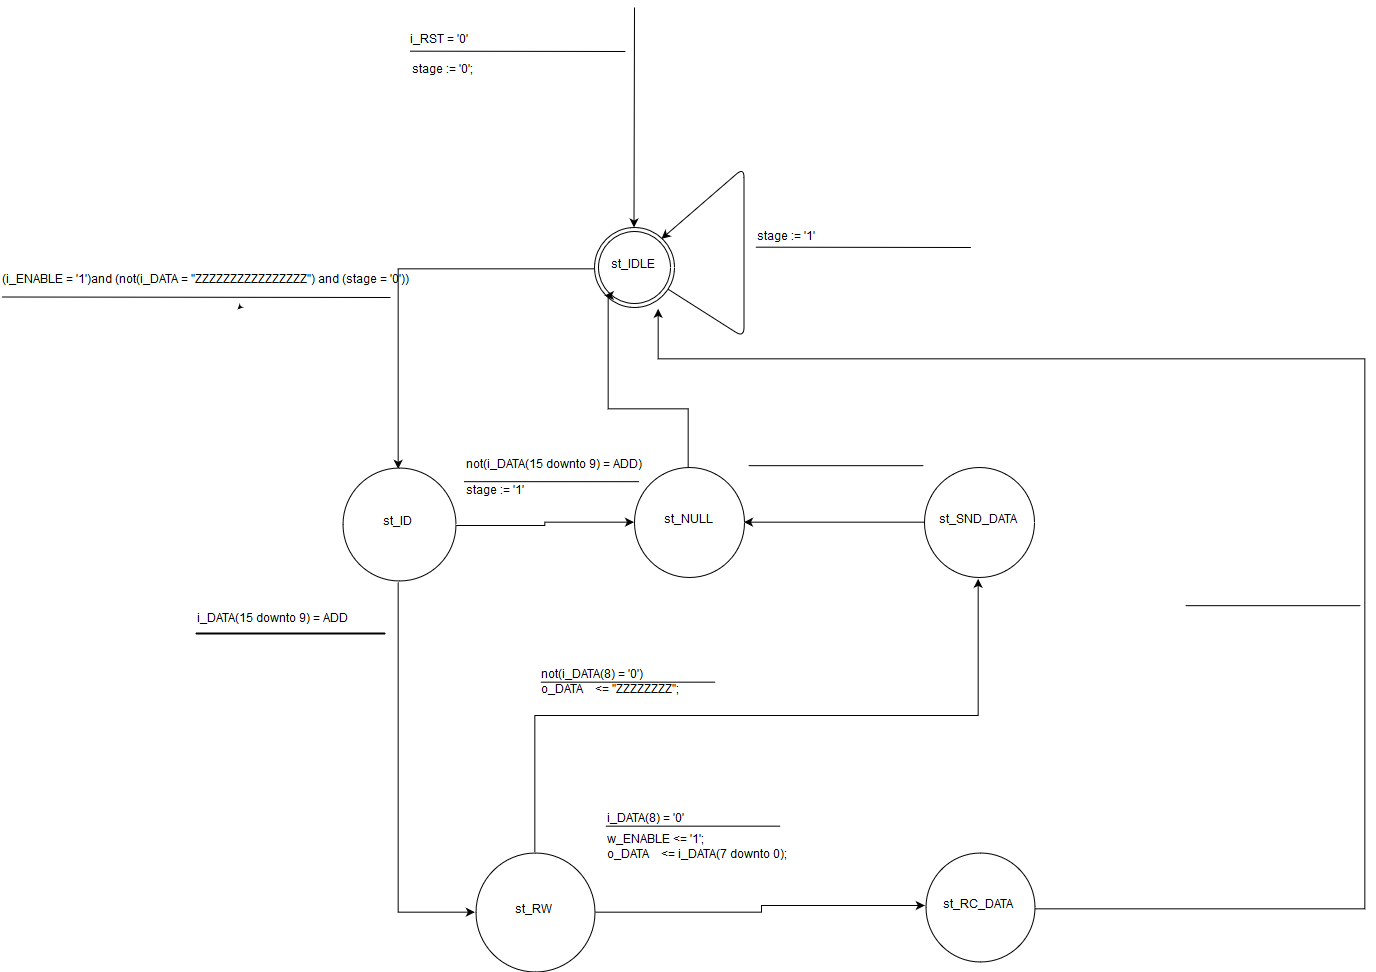 i_RST = '0'
stage := '0';
stage := '1'
st_IDLE
(i_ENABLE = '1')and (not(i_DATA = "ZZZZZZZZZZZZZZZZ") and (stage = '0'))
not(i_DATA(15 downto 9) = ADD)
stage := '1'
st_ID
st_NULL
st_SND_DATA
i_DATA(15 downto 9) = ADD
not(i_DATA(8) = '0')
o_DATA <= "ZZZZZZZZ";
i_DATA(8) = '0'
w_ENABLE <= '1';
o_DATA <= i_DATA(7 downto 0);
st_RW
st_RC_DATA